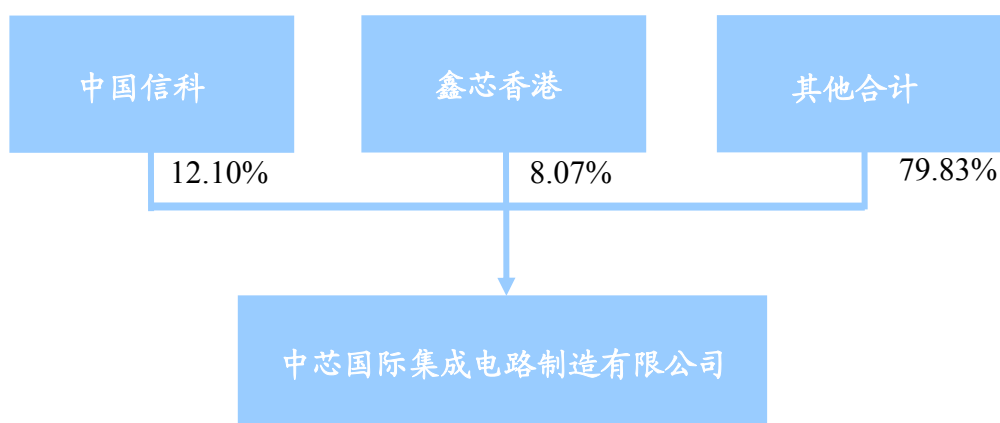 中国信科
鑫芯香港
其他合计
12.10%
8.07%
79.83%
中芯国际集成电路制造有限公司